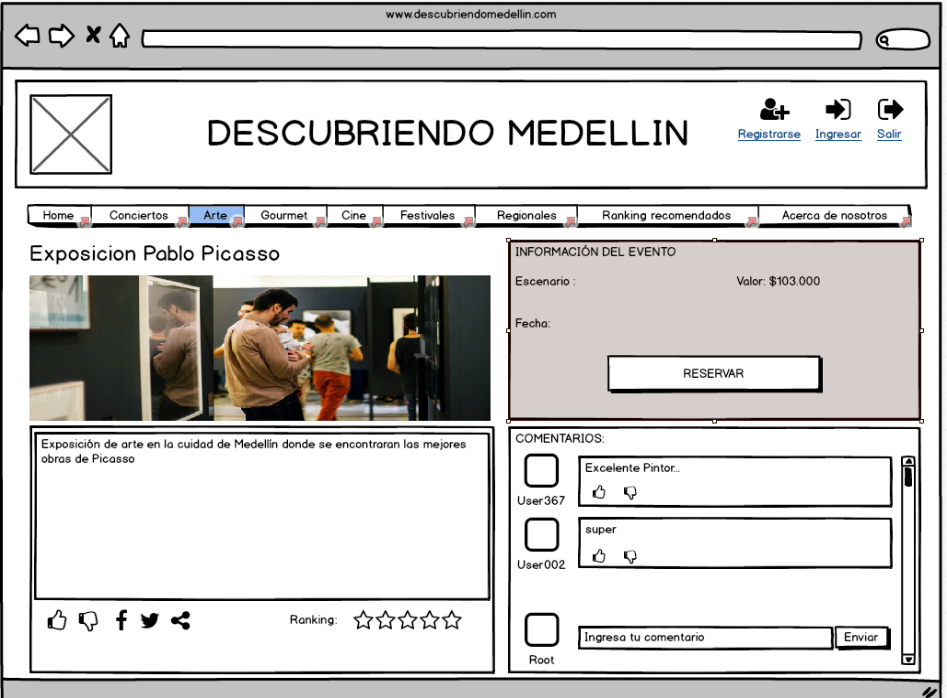 www.descubriendomedellin.com
DESCUBRIENDO MEDELLIN
Registrarse Ingresar Salir
Home Conciertos Arte Gourmet Cine Festivales Regionales Ranking recomendados Acerca de nosotros
Exposicion Pablo Picasso
INFORMACIÓN DEL EVENTO
Escenario : Valor: $103.000
Fecha:
RESERVAR
Exposición de arte en la cuidad de Medellín donde se encontraran las mejores
obras de Picasso
Ranking:
COMENTARIOS:
Excelente Pintor...
User367
super
User002
Ingresa tu comentario Enviar
Root